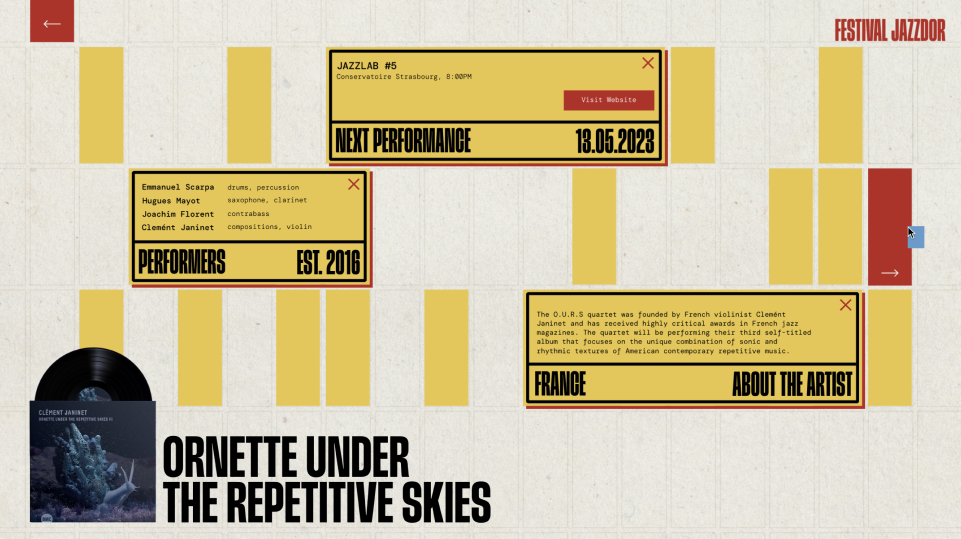 FESTIVAL JAZZDOR
JAZZLAB #5
Conservatoire Strasbourg, 8:00PM
Visit Website
NEXT PERFORMANCE 13.05.2023
Emmanuel Scarpa drums, percussion
Hugues Mayot saxophone, clarinet
Joachim Florent contrabass
Clemént Janinet compositions, violin
PERFORMERS EST. 2016
The O.U.R.S quartet was founded by French violinist Clemént
Janinet and has received highly critical awards in French jazz
magazines. The quartet will be performing their third self-titled
album that focuses on the unique combination of sonic and
rhythmic textures of American contemporary repetitive music.
FRANCE ABOUT THE ARTIST
CLÉMENT JANINET
ORNETTE UNDER THE REPETITIVE SKIES III
ORNETTE UNDER
THE REPETITIVE SKIES